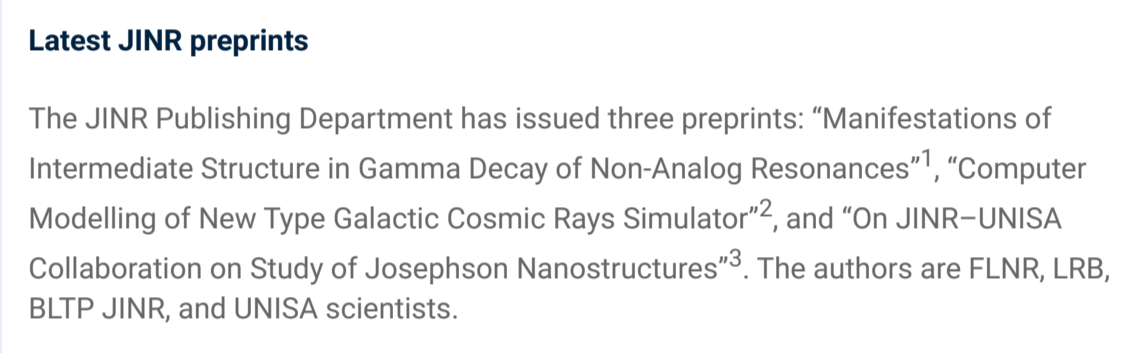 Latest JINR preprints
The JINR Publishing Department has issued three preprints: “Manifestations of
Intermediate Structure in Gamma Decay of Non-Analog Resonances”1, “Computer
Modelling of New Type Galactic Cosmic Rays Simulator”2, and “On JINR–UNISA
Collaboration on Study of Josephson Nanostructures”3. The authors are FLNR, LRB,
BLTP JINR, and UNISA scientists.